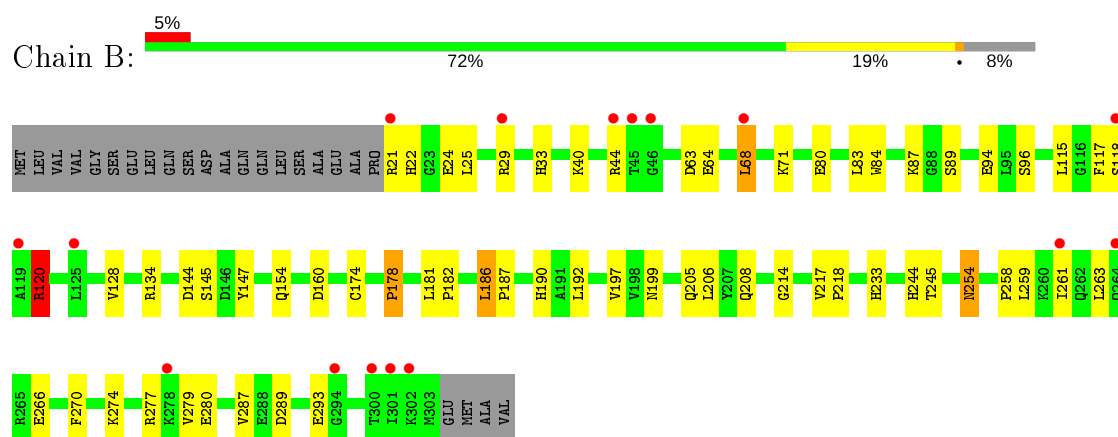 5%
Chain B:
72% 19% • 8%
MET LEU VAL VAL GLY SER GLU LEU GLN SER ASP ALA GLN GLN LEU SER ALA GLU ALA PRO R21 H22 G23 E24 L25 R29 H33 K40 R44 T45 G46 D63 E64 L68 K71 E80 L83 W84 K87 G88 S89 E94 L95 S96 L115 G116 F117 S118
A119 R120 L125 V128 R134 D144 S145 D146 Y147 Q154 D160 C174 P178 L181 P182 L186 P187 H190 A191 L192 V197 V198 N199 Q205 L206 Y207 Q208 G214 V217 P218 H233 H244 T245 N254 P258 L259 K260 I261 Q262 L263
R265 E266 F270 K274 R277 K278 V279 E280 V287 E288 D289 E293 G294 T300 I301 K302 M303 GLU MET ALA VAL